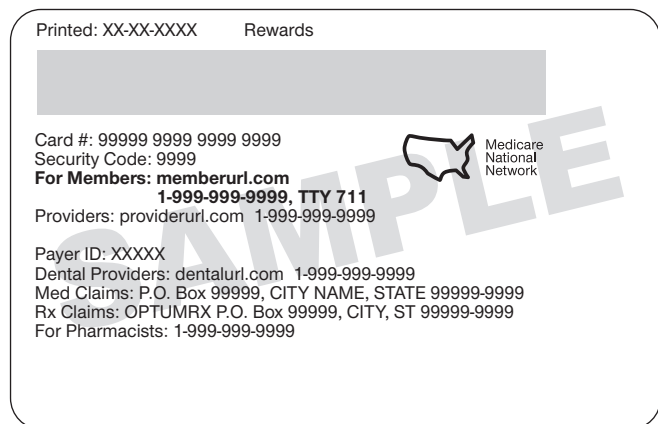 Printed: XX-XX-XXXX Rewards
Card #: 99999 9999 9999 9999
Security Code: 9999
For Members: memberurl.com
1-999-999-9999, TTY 711
Providers: providerurl.com 1-999-999-9999
Medicare
National
Network
SAMPLE
Payer ID: XXXXX
Dental Providers: dentalurl.com 1-999-999-9999
Med Claims: P.O. Box 99999, CITY NAME, STATE 99999-9999
Rx Claims: OPTUMRX P.O. Box 99999, CITY, ST 99999-9999
For Pharmacists: 1-999-999-9999